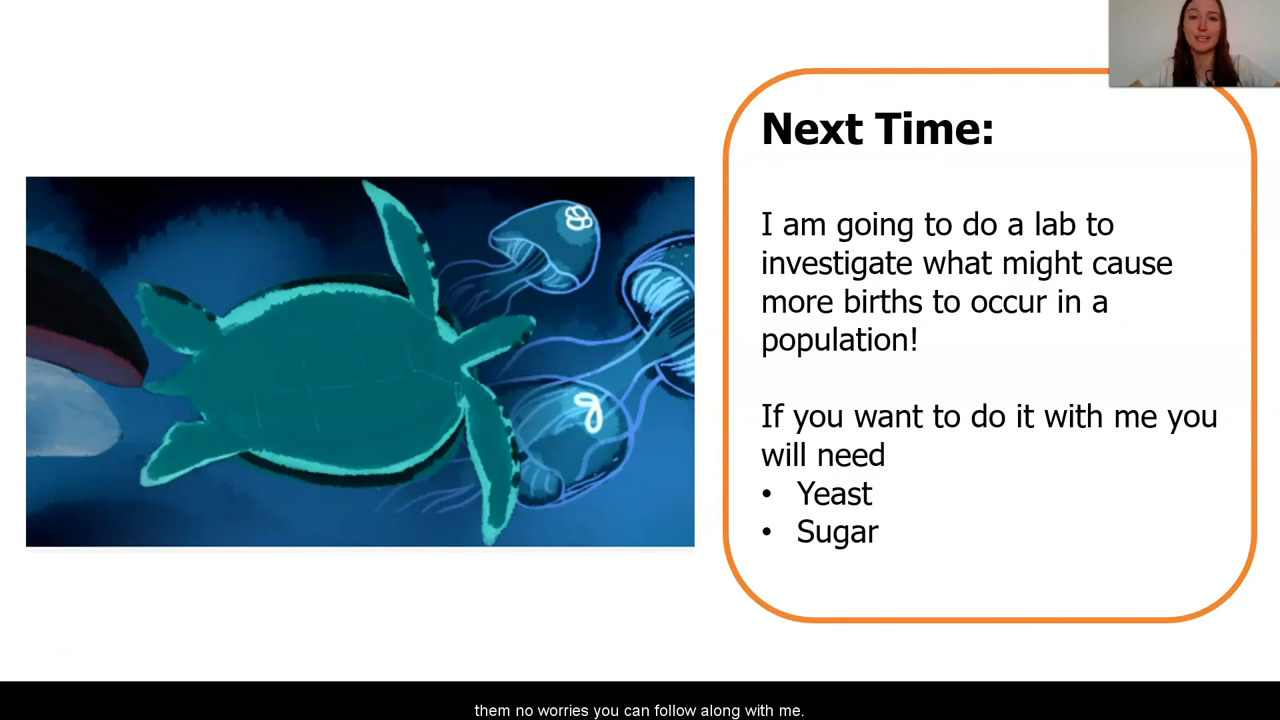 Next Time:
I am going to do a lab to
investigate what might cause
more births to occur in a
population!
If you want to do it with me you
will need
• Yeast
• Sugar
them no worries you can follow along with me.